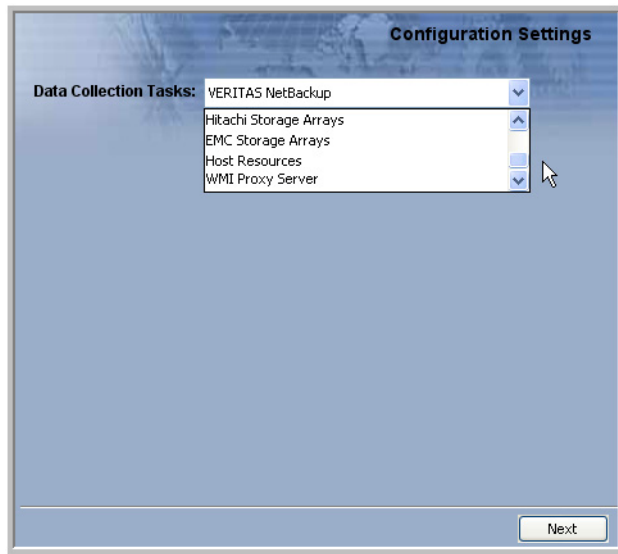 Configuration Settings
Data Collection Tasks: VERITAS NetBackup
Hitachi Storage Arrays
EMC Storage Arrays
Host Resources
WMI Proxy Server
Next